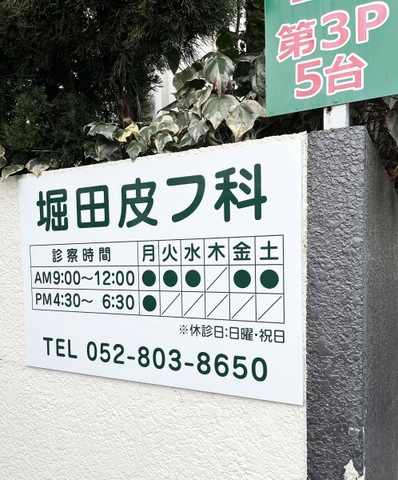 第3P
5台
堀田皮フ科
診察時間 月 火 水 木 金 土
AM9:00〜12:00 ● ● ● ／ ● ●
PM4:30〜 6:30 ● ／ ／ ／ ／ ／
※休診日:日曜・祝日
TEL 052-803-8650